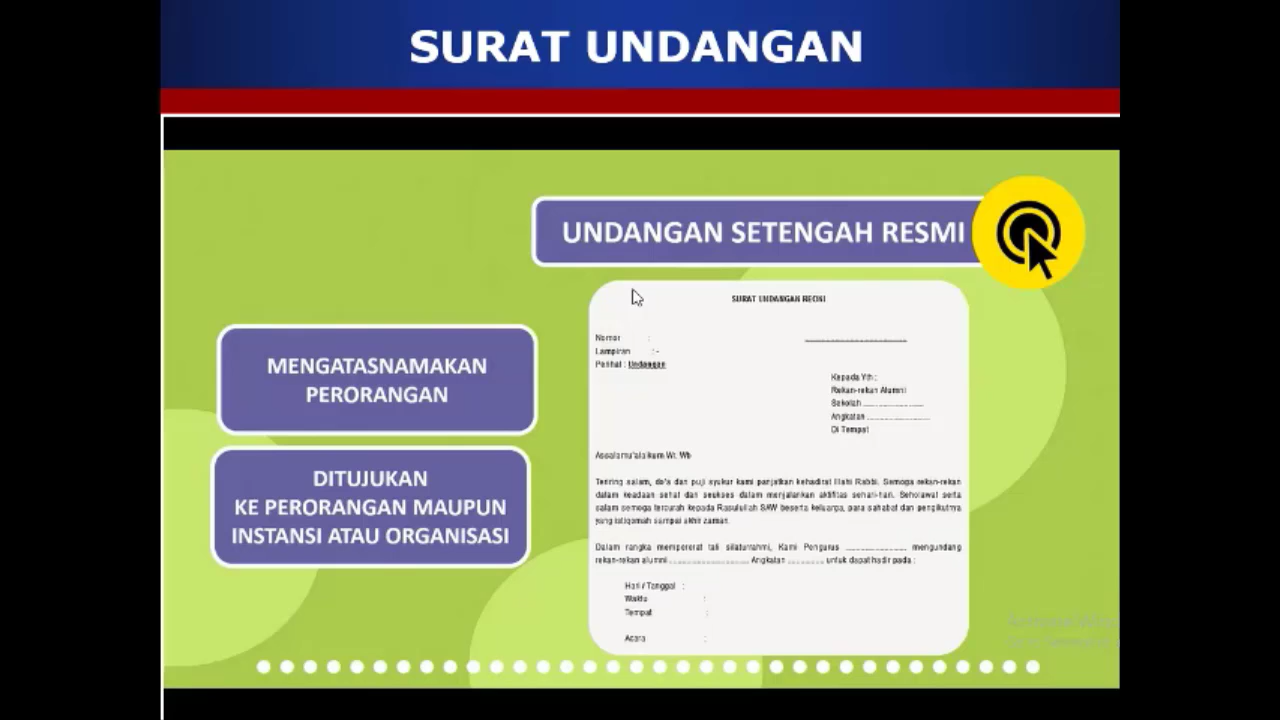 SURAT UNDANGAN
UNDANGAN SETENGAH RESMI
MENGATASNAMAKAN
PERORANGAN
DITUJUKAN
KE PERORANGAN MAUPUN
INSTANSI ATAU ORGANISASI
SURAT UNDANGAN RECNI
Nomor :
Lampiran : -
Perihal : Undangan
Kepada Yth :
Rekan-rekan Alumni
Sekolah
Angkatan
Di Tempat
Assalamu'alaikum Wr. Wb
Teriring salam, do'a dan puji syukur kami panjatkan kehadirat Illahi Rabbi. Semoga rekan-rekan
dalam keadaan sehat dan seukses dalam menjalankan aktifitas sehari-hari. Seholawat serta
salam semoga tercurah kepada Rasulullah SAW beserta keluarga, para sahabat dan pengikutnya
yang istiqomah sampai akhir zaman.
Dalam rangka mempererat tali silaturrahmi, Kami Pengurus mengundang
rekan-rekan alumni Angkatan untuk dapat hadir pada :
Hari / Tanggal :
Waktu :
Tempat :
Acara :